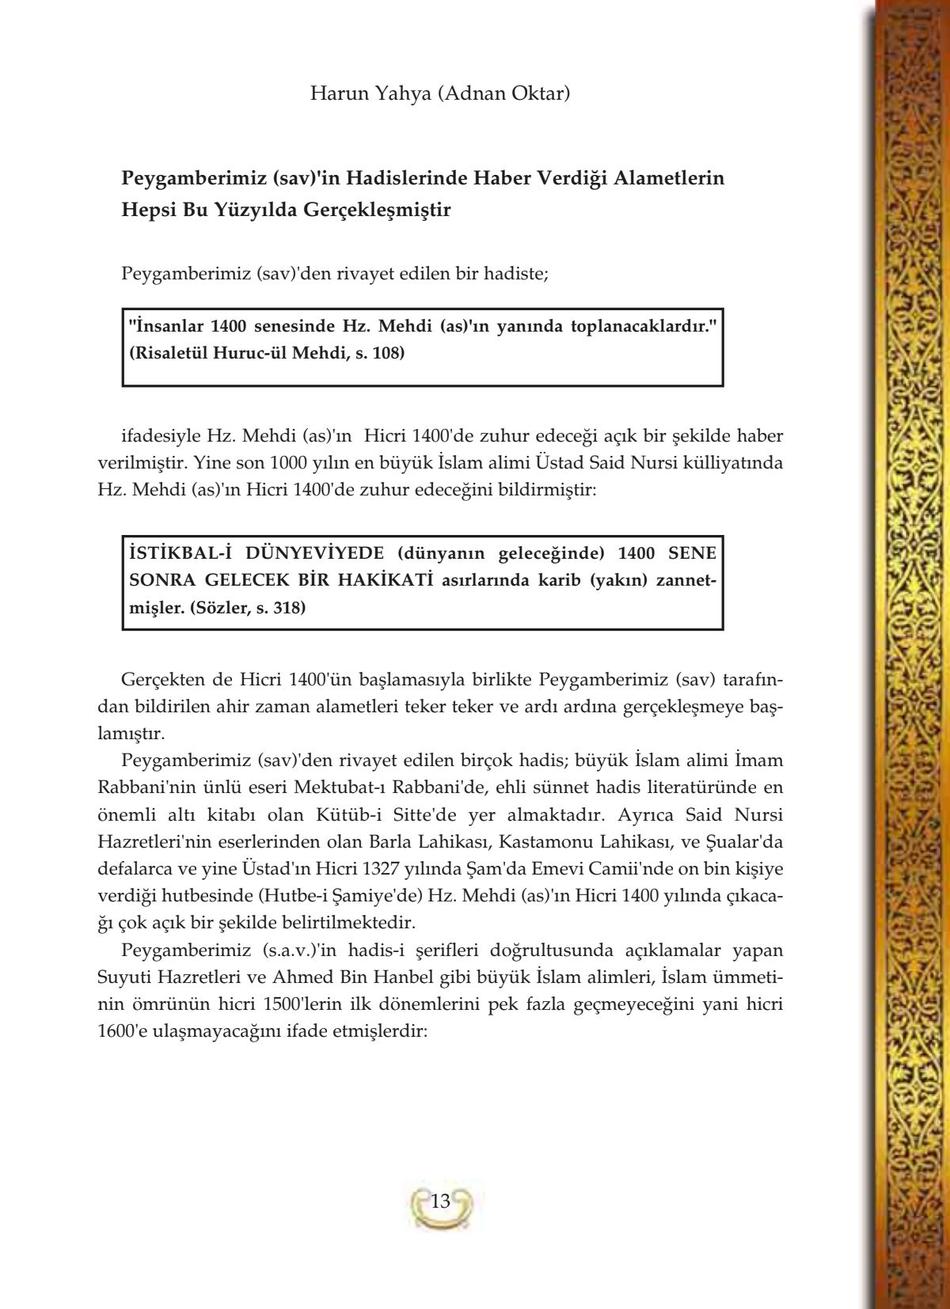 Harun Yahya (Adnan Oktar)
Peygamberimiz (sav)'in Hadislerinde Haber Verdiği Alametlerin
Hepsi Bu Yüzyılda Gerçekleşmiştir
Peygamberimiz (sav)'den rivayet edilen bir hadiste;
"İnsanlar 1400 senesinde Hz. Mehdi (as)'ın yanında toplanacaklardır."
(Risaletül Huruc-ül Mehdi, s. 108)
ifadesiyle Hz. Mehdi (as)'ın Hicri 1400'de zuhur edeceği açık bir şekilde haber
verilmiştir. Yine son 1000 yılın en büyük İslam alimi Üstad Said Nursi külliyatında
Hz. Mehdi (as)'ın Hicri 1400'de zuhur edeceğini bildirmiştir:
İSTİKBAL-İ DÜNYEVİYEDE (dünyanın geleceğinde) 1400 SENE
SONRA GELECEK BİR HAKİKATİ asırlarında karib (yakın) zannet-
mişler. (Sözler, s. 318)
Gerçekten de Hicri 1400'ün başlamasıyla birlikte Peygamberimiz (sav) tarafın-
dan bildirilen ahir zaman alametleri teker teker ve ardı ardına gerçekleşmeye baş-
lamıştır.
Peygamberimiz (sav)'den rivayet edilen birçok hadis; büyük İslam alimi İmam
Rabbani'nin ünlü eseri Mektubat-ı Rabbani'de, ehli sünnet hadis literatüründe en
önemli altı kitabı olan Kütüb-i Sitte'de yer almaktadır. Ayrıca Said Nursi
Hazretleri'nin eserlerinden olan Barla Lahikası, Kastamonu Lahikası, ve Şualar'da
defalarca ve yine Üstad'ın Hicri 1327 yılında Şam'da Emevi Camii'nde on bin kişiye
verdiği hutbesinde (Hutbe-i Şamiye'de) Hz. Mehdi (as)'ın Hicri 1400 yılında çıkaca-
ğı çok açık bir şekilde belirtilmektedir.
Peygamberimiz (s.a.v.)'in hadis-i şerifleri doğrultusunda açıklamalar yapan
Suyuti Hazretleri ve Ahmed Bin Hanbel gibi büyük İslam alimleri, İslam ümmeti-
nin ömrünün hicri 1500'lerin ilk dönemlerini pek fazla geçmeyeceğini yani hicri
1600'e ulaşmayacağını ifade etmişlerdir:
13